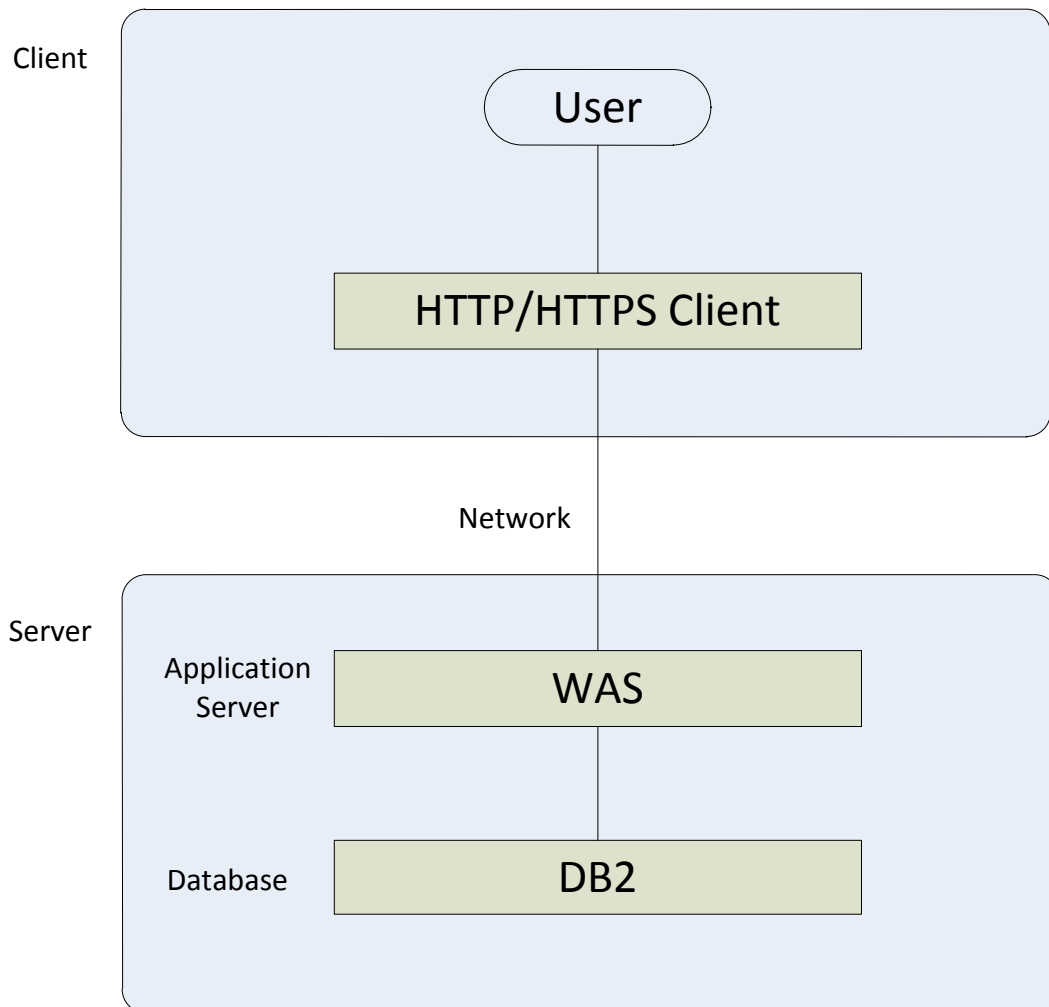 Client
User
HTTP/HTTPS Client
Network
Server
Application
Server
WAS
Database
DB2